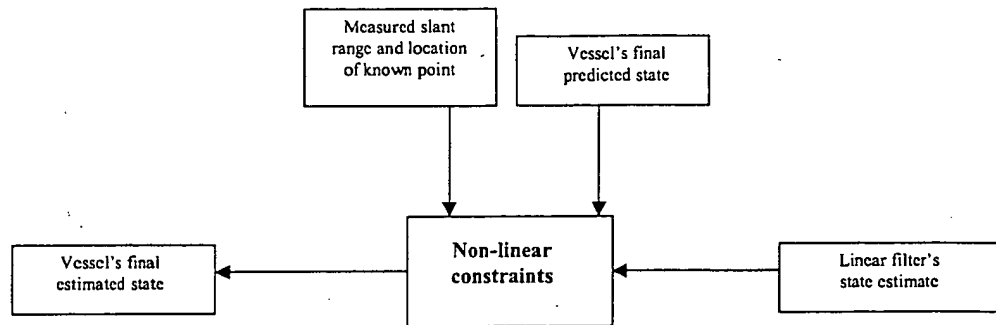 Measured slant
range and location
of known point
Vessel's final
predicted state
Non-linear
constraints
Vessel's final
estimated state
Linear filter's
state estimate